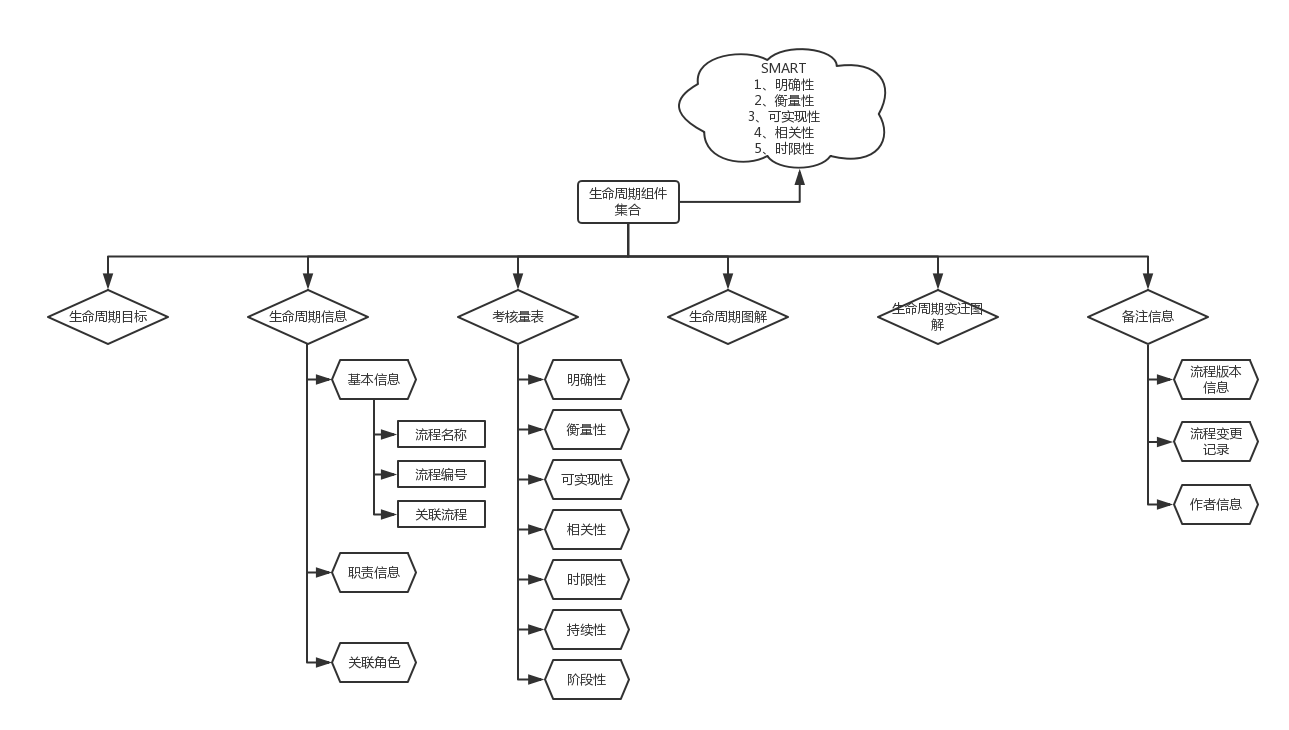 SMART
1、明确性
2、衡量性
3、可实现性
4、相关性
5、时限性
生命周期组件
集合
生命周期目标
生命周期信息
考核量表
生命周期图解
生命周期变迁图
解
备注信息
基本信息
流程名称
流程编号
关联流程
职责信息
关联角色
明确性
衡量性
可实现性
相关性
时限性
持续性
阶段性
流程版本
信息
流程变更
记录
作者信息